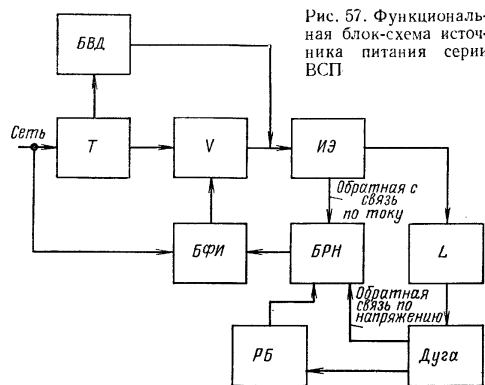 Рис. 57. Функциональ-
ная блок-схема источ-
ника питания серии
ВСП
БВД
Сеть
Т
V
ИЭ
Обратная с
связь
по току
БФИ
БРН
L
Обратная
связь по
напряжению
РБ
Дуга